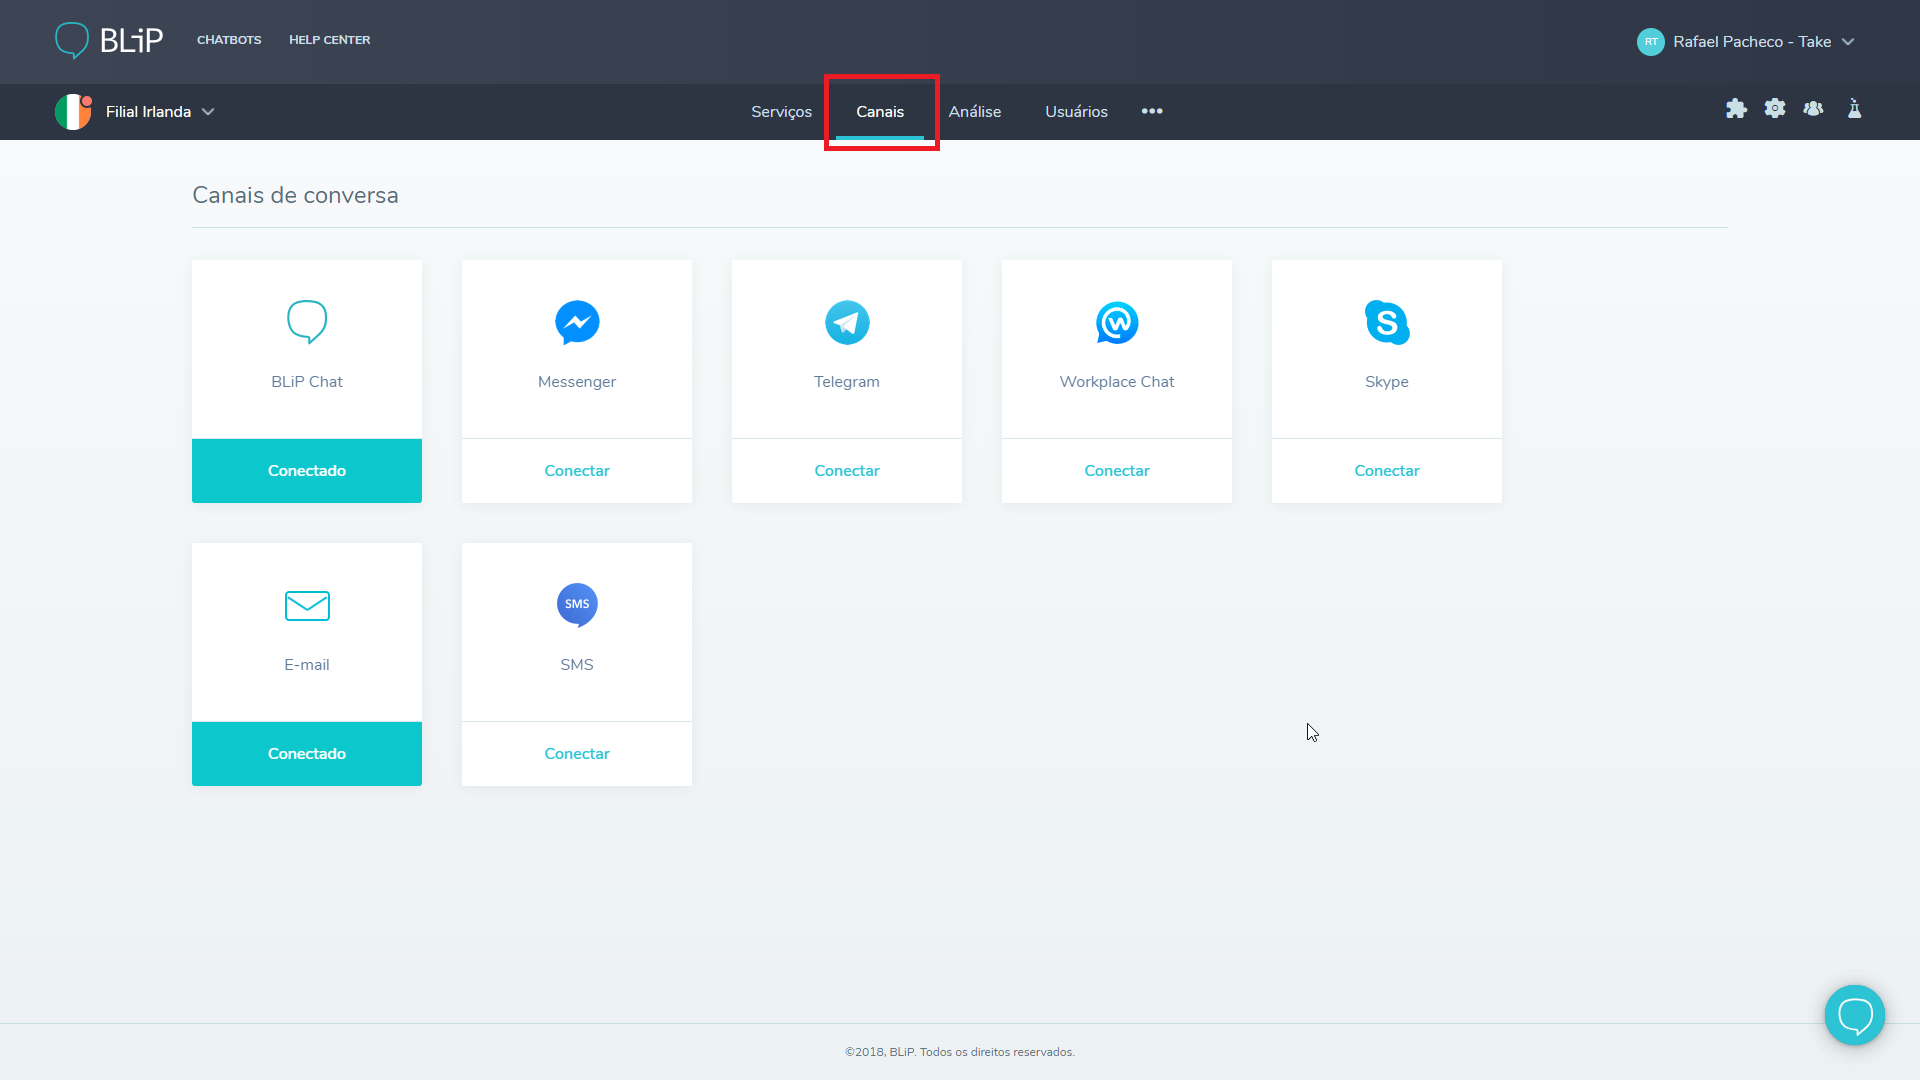 BLiP CHATBOTS HELP CENTER RT Rafael Pacheco - Take
Filial Irlanda Serviços Canais Análise Usuários
Canais de conversa
BLiP Chat Messenger Telegram Workplace Chat Skype
Conectado Conectar Conectar Conectar Conectar
SMS
E-mail SMS
Conectado Conectar
©2018, BLiP. Todos os direitos reservados.